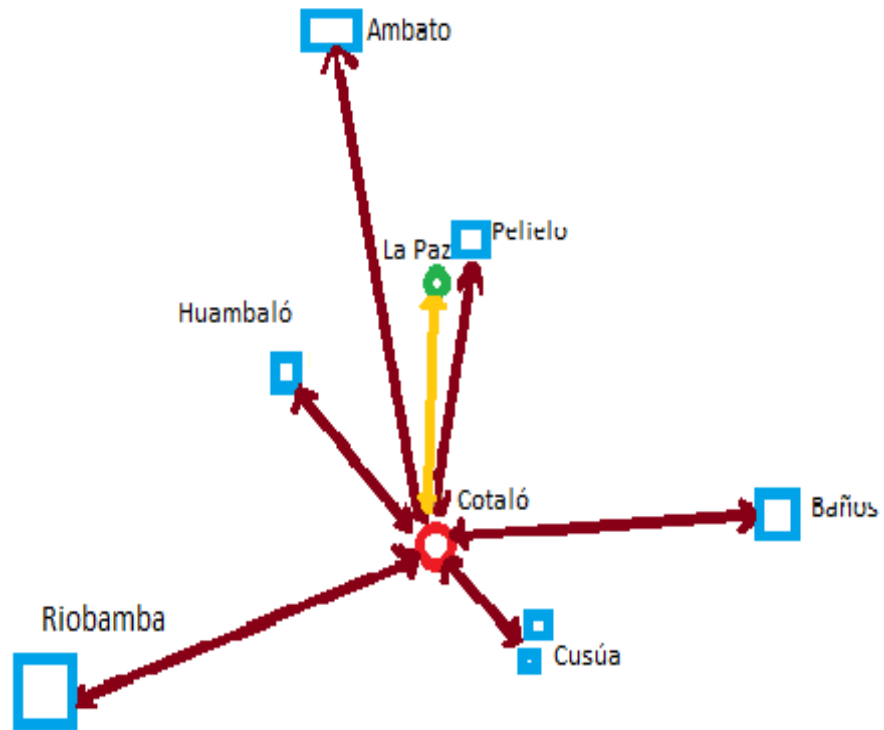 Ambato
La Paz
Pelielo
Huambaló
Cotaló
Baños
Riobamba
Cusúa